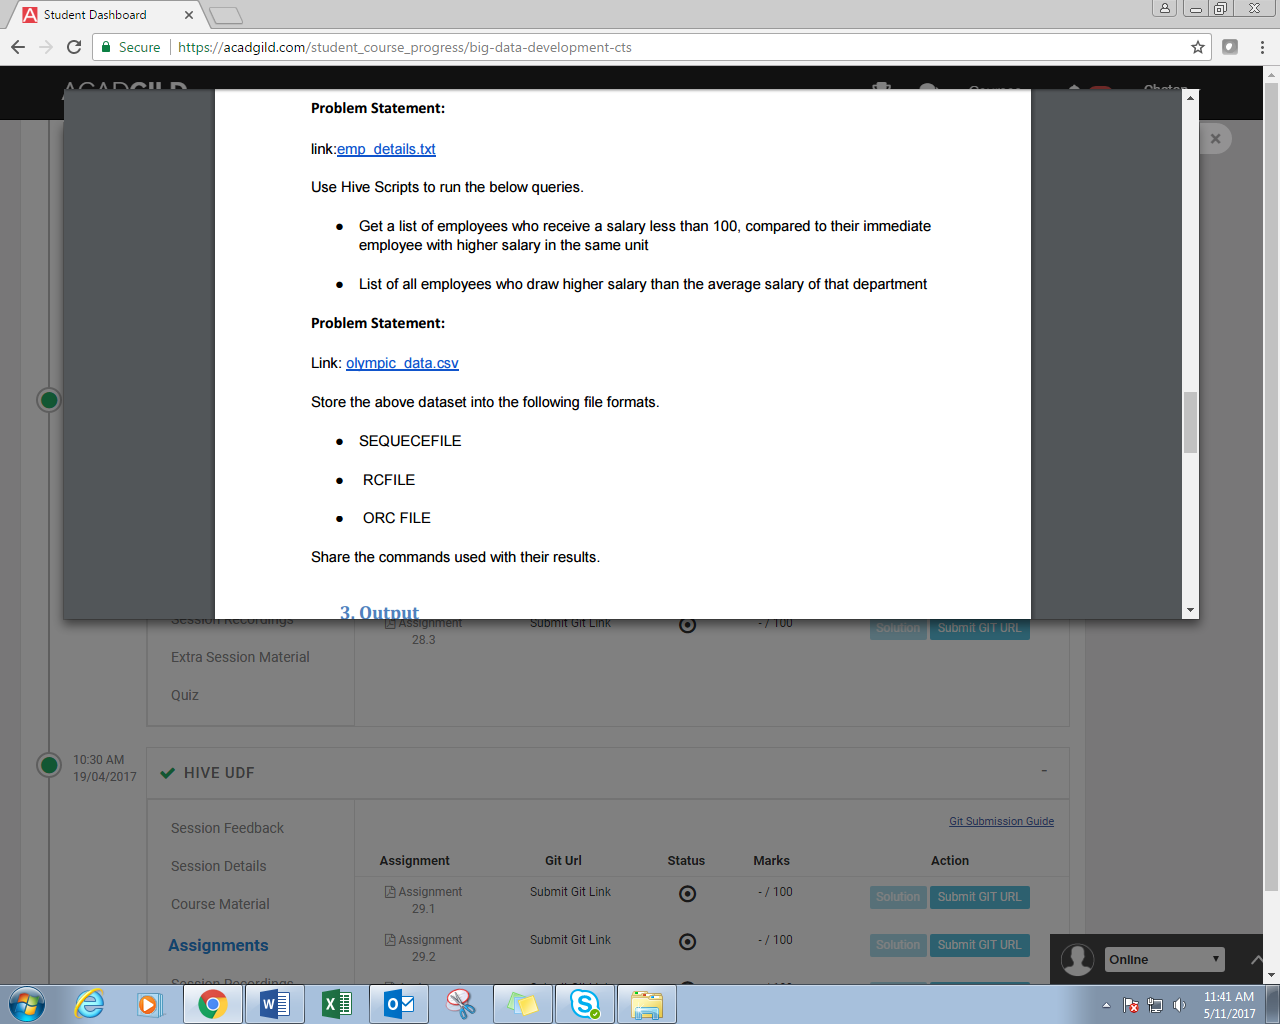 Student Dashboard
Secure
https://acadgild.com/student_course_progress/big-data-development-cts
Problem Statement:
link:emp_details.txt
Use Hive Scripts to run the below queries.
● Get a list of employees who receive a salary less than 100, compared to their immediate
employee with higher salary in the same unit
● List of all employees who draw higher salary than the average salary of that department
Problem Statement:
Link: olympic_data.csv
Store the above dataset into the following file formats.
● SEQUECEFILE
● RCFILE
● ORC FILE
Share the commands used with their results.
3. Output
Session Recordings
Assignment
28.3
Submit Git Link
- / 100
Solution
Submit GIT URL
Extra Session Material
Quiz
10:30 AM
19/04/2017
HIVE UDF
-
Session Feedback
Session Details
Course Material
Assignments
Session Recordings
Git Submission Guide
Assignment Git Url Status Marks Action
Assignment
29.1
Submit Git Link
- / 100
Solution
Submit GIT URL
Assignment
29.2
Submit Git Link
- / 100
Solution
Submit GIT URL
Online
11:41 AM
5/11/2017